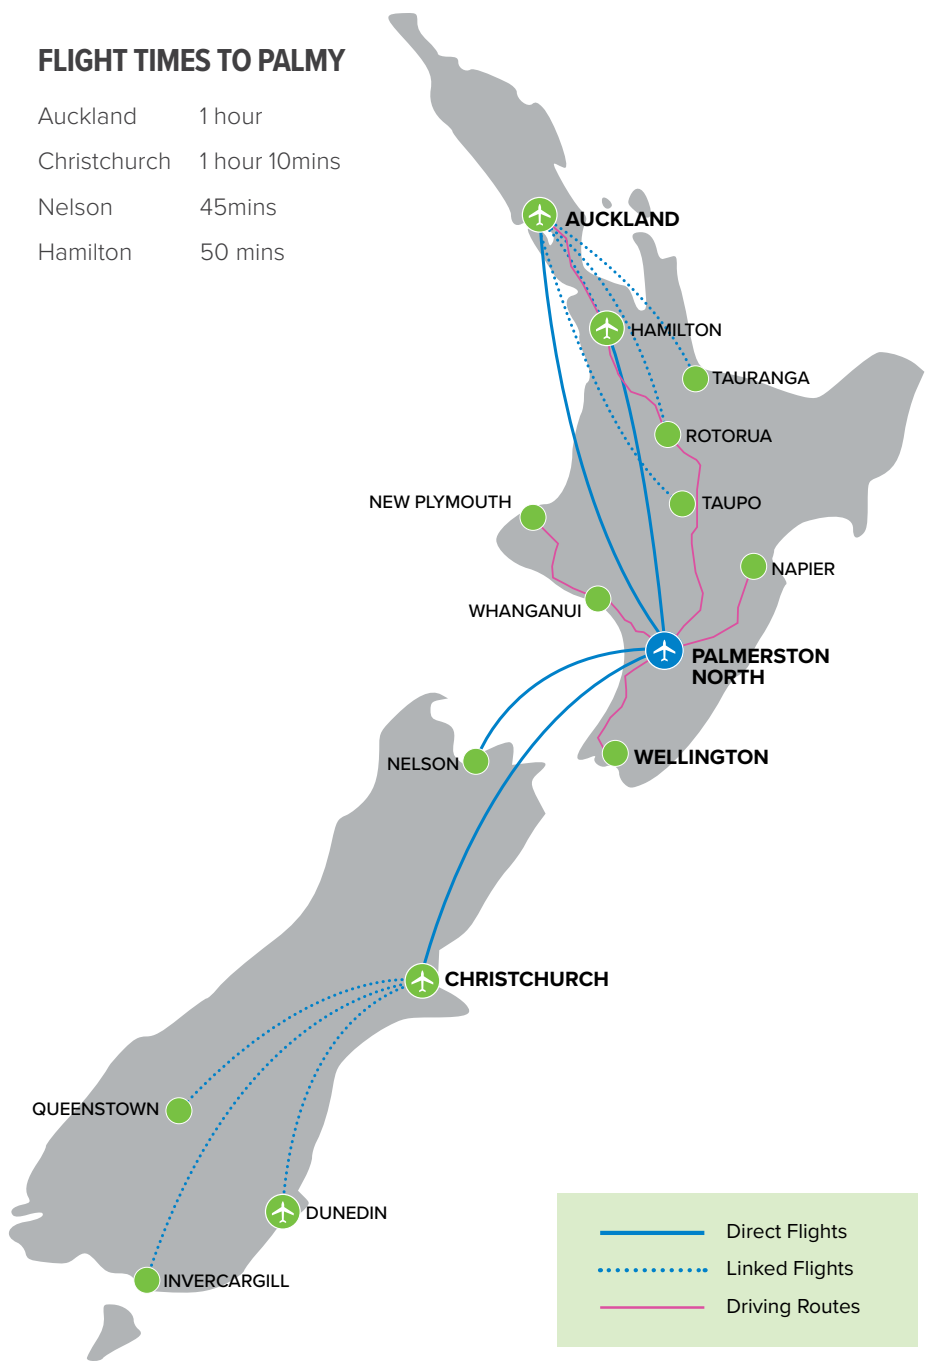 FLIGHT TIMES TO PALMY
Auckland 1 hour
Christchurch 1 hour 10mins
Nelson 45mins
Hamilton 50 mins
AUCKLAND
HAMILTON
TAURANGA
ROTORUA
NEW PLYMOUTH
TAUPO
NAPIER
WHANGANUI
PALMERSTON
NORTH
WELLINGTON
NELSON
CHRISTCHURCH
QUEENSTOWN
DUNEDIN
INVERCARGILL
Direct Flights
Linked Flights
Driving Routes